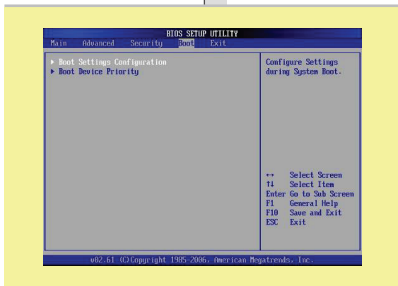 BIOS SETUP UTILITY
Main Advanced Security Boot Exit
▸ Boot Settings Configuration
▸ Boot Device Priority
Configure Settings
during System Boot.
↔ Select Screen
↑↓ Select Item
Enter Go to Sub Screen
F1 General Help
F10 Save and Exit
ESC Exit
v02.61 (C)Copyright 1985-2006, American Megatrends, Inc.